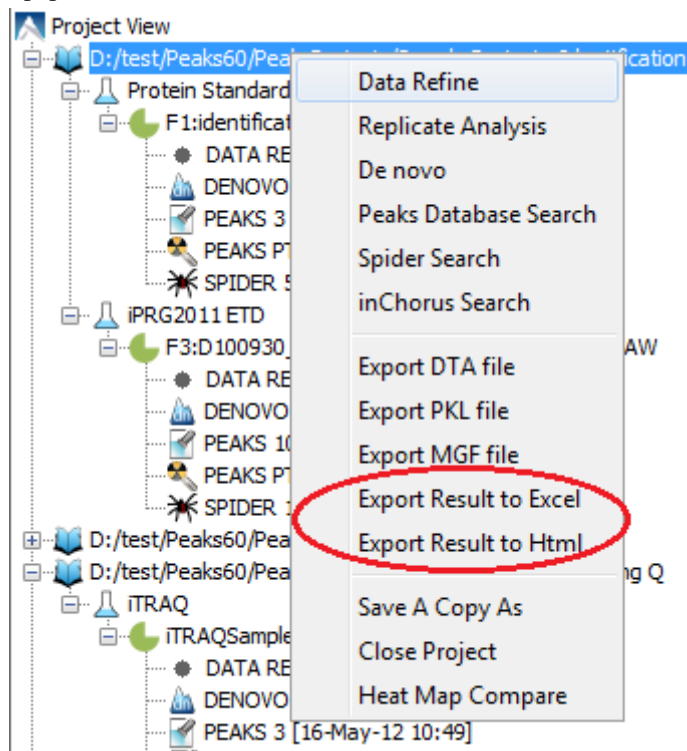 Project View
D:/test/Peaks60/Pea
ication
Protein Standard
F1:identificat
DATA RE
DENOVO
PEAKS 3
PEAKS PT
SPIDER 5
iPRG2011 ETD
F3:D100930_
AW
DATA RE
DENOVO
PEAKS 10
PEAKS PT
SPIDER 1
D:/test/Peaks60/Pea
D:/test/Peaks60/Pea
ng Q
iTRAQ
iTRAQSample
DATA RE
DENOVO
PEAKS 3 [16-May-12 10:49]
Data Refine
Replicate Analysis
De novo
Peaks Database Search
Spider Search
inChorus Search
Export DTA file
Export PKL file
Export MGF file
Export Result to Excel
Export Result to Html
Save A Copy As
Close Project
Heat Map Compare